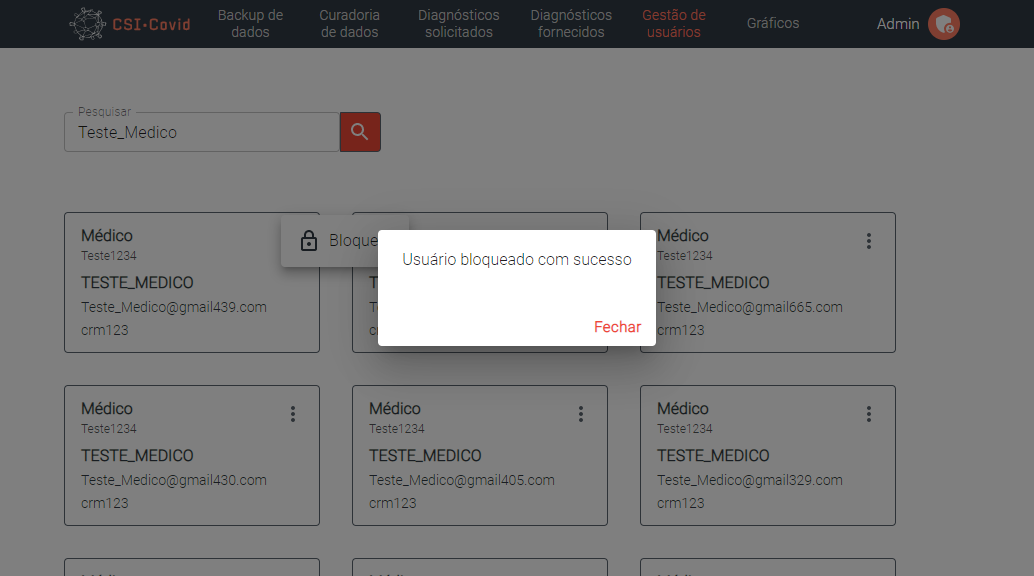 CSI•Covid
Backup de
dados
Curadoria
de dados
Diagnósticos
solicitados
Diagnósticos
fornecidos
Gestão de
usuários
Gráficos
Admin
Pesquisar
Teste_Medico
Médico
Teste1234
TESTE_MEDICO
Teste_Medico@gmail439.com
crm123
Usuário bloqueado com sucesso
Fechar
Médico
Teste1234
TESTE_MEDICO
Teste_Medico@gmail665.com
crm123
Médico
Teste1234
TESTE_MEDICO
Teste_Medico@gmail430.com
crm123
Médico
Teste1234
TESTE_MEDICO
Teste_Medico@gmail405.com
crm123
Médico
Teste1234
TESTE_MEDICO
Teste_Medico@gmail329.com
crm123